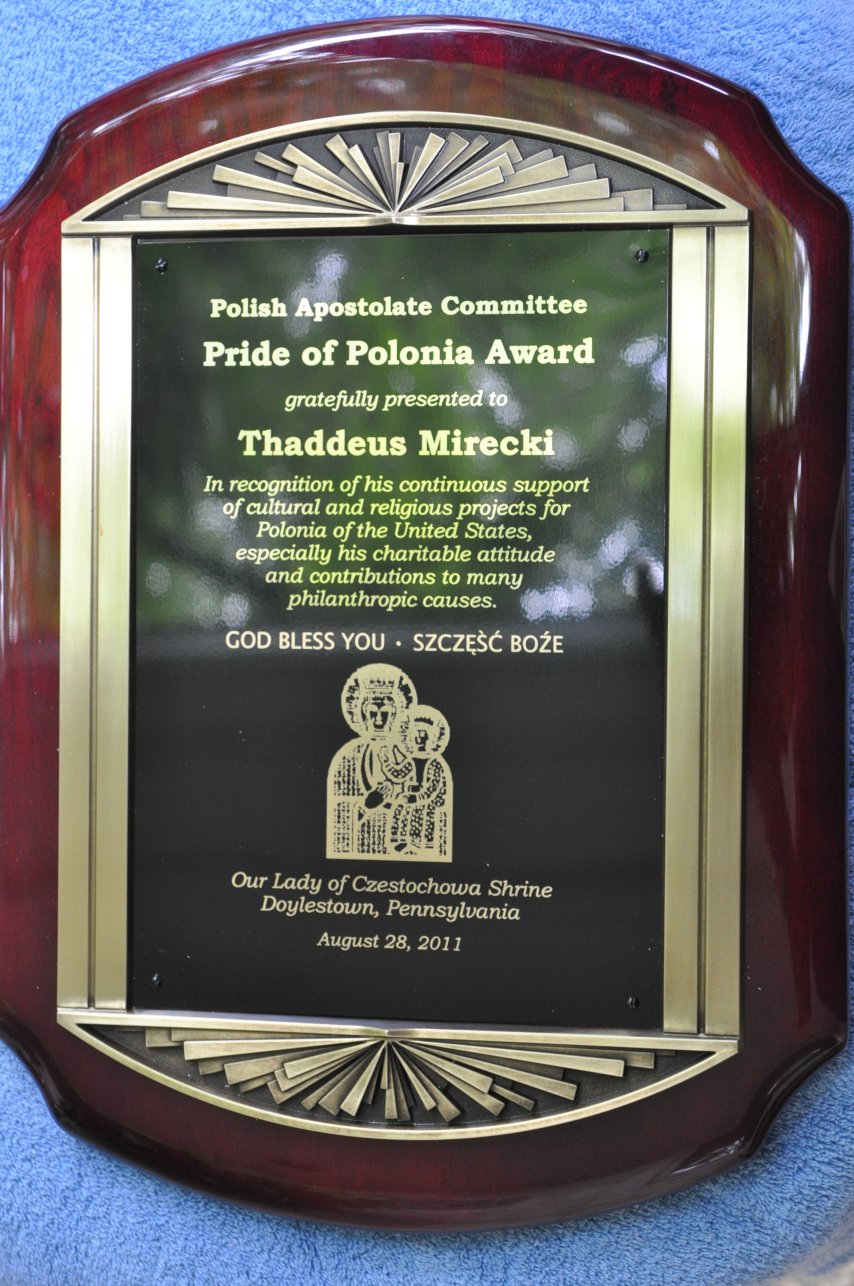 Polish Apostolate Committee
Pride of Polonia Award
gratefully presented to
Thaddeus Mirecki
In recognition of his continuous support
of cultural and religious projects for
Polonia of the United States,
especially his charitable attitude
and contributions to many
philanthropic causes.
GOD BLESS YOU · SZCZĘŚĆ BOŹE
Our Lady of Czestochowa Shrine
Doylestown, Pennsylvania
August 28, 2011